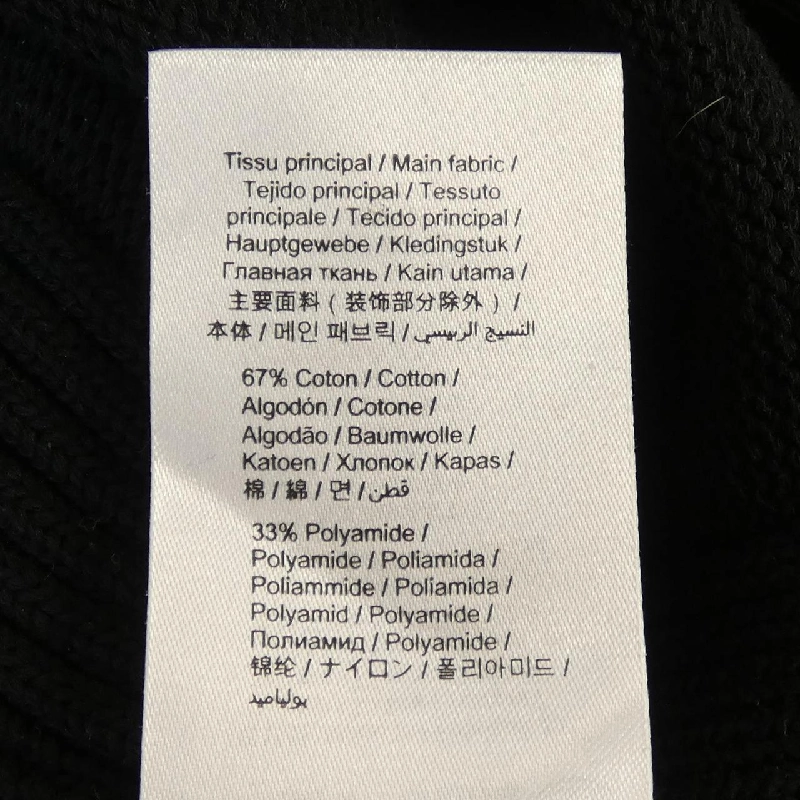 Tissu principal / Main fabric /
Tejido principal / Tessuto
principale / Tecido principal /
Hauptgewebe / Kledingstuk /
Главная ткань / Kain utama /
主要面料 ( 装饰部分除外 ) /
本体 / 메인 패브릭 / النسيج الرييسي
67% Coton / Cotton /
Algodón / Cotone /
Algodão / Baumwolle /
Katoen / Хлопок / Kapas /
棉 / 綿 / 면 / قطن
33% Polyamide /
Polyamide / Poliamida /
Poliammide / Poliamida /
Polyamid / Polyamide /
Полиамид / Polyamide /
锦纶 / ナイロン / 폴리아미드 /
بولياميد